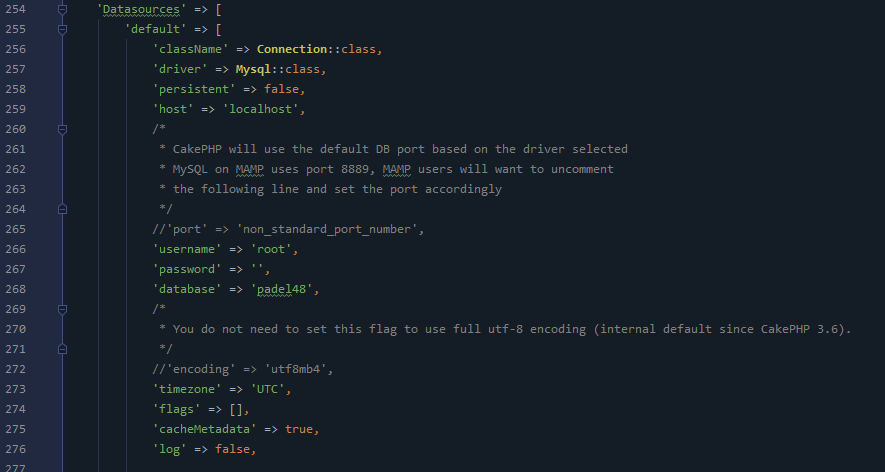 254 'Datasources' => [
255 'default' => [
256 'className' => Connection::class,
257 'driver' => Mysql::class,
258 'persistent' => false,
259 'host' => 'localhost',
260 /*
261 * CakePHP will use the default DB port based on the driver selected
262 * MySQL on MAMP uses port 8889, MAMP users will want to uncomment
263 * the following line and set the port accordingly
264 */
265 //'port' => 'non_standard_port_number',
266 'username' => 'root',
267 'password' => '',
268 'database' => 'padel48',
269 /*
270 * You do not need to set this flag to use full utf-8 encoding (internal default since CakePHP 3.6).
271 */
272 //'encoding' => 'utf8mb4',
273 'timezone' => 'UTC',
274 'flags' => [],
275 'cacheMetadata' => true,
276 'log' => false,
277